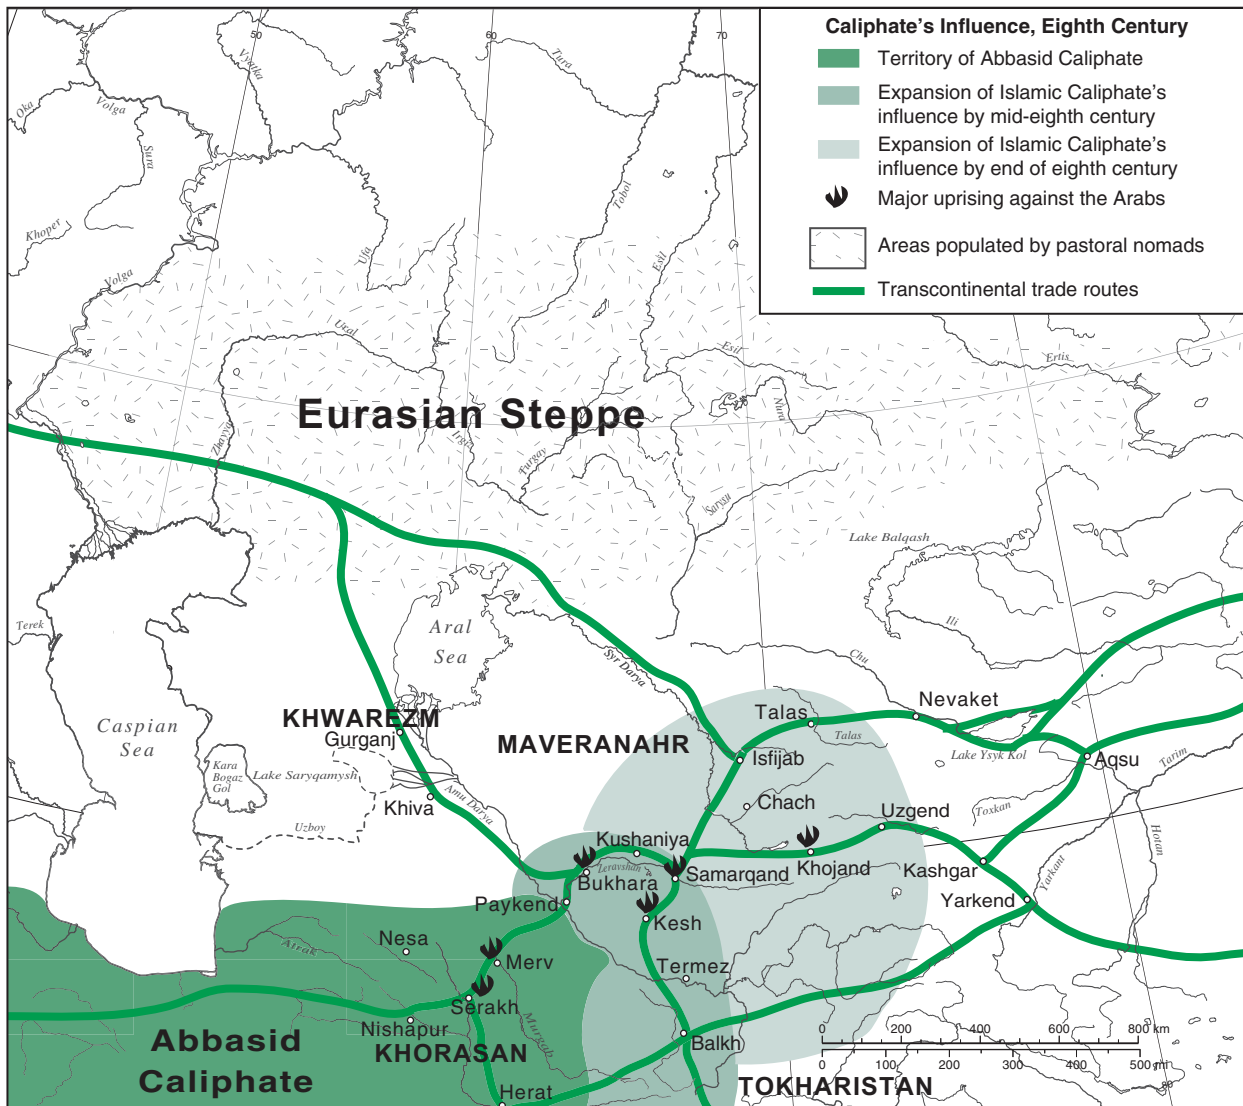 Caliphate's Influence, Eighth Century
Territory of Abbasid Caliphate
Expansion of Islamic Caliphate's
influence by mid-eighth century
Expansion of Islamic Caliphate's
influence by end of eighth century
Major uprising against the Arabs
Areas populated by pastoral nomads
Transcontinental trade routes
50
60
70
Oka
Volga
Vyatka
Tura
Sura
Khoper
Volga
Ufa
Tobol
Esil
Ucal
Esil
Ertis
Nura
Eurasian Steppe
Zhayya
Irgiz
Turgay
Sarysu
Lake Balqash
Terek
Aral
Sea
Syr Darya
Ili
Chu
Caspian
Sea
KHWAREZM
Gurganj
MAVERANAHR
Talas
Talas
Nevaket
Isfijab
Lake Ysyk Kol
Aqsu
Tarim
Kara
Bogaz
Gol
Lake Saryqamysh
Khiva
Amu Darya
Chach
Uzgend
Toxkan
Uzboy
Kushaniya
Leravshan
Bukhara
Samarqand
Khojand
Kashgar
Hotan
Yarkant
Paykend
Kesh
Yarkend
Nesa
Atrak
Merv
Termez
Serakh
Nishapur
Murgab
Balkh
Abbasid
Caliphate
KHORASAN
Herat
TOKHARISTAN
0 200 400 600 800 km
0 100 200 300 400 500 mi
80